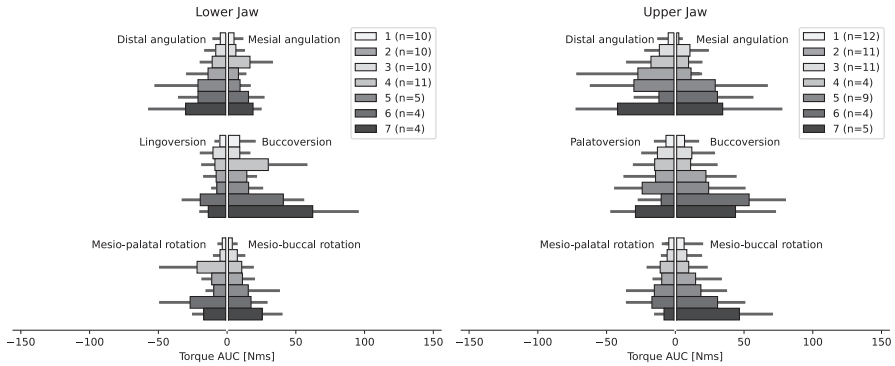 Lower Jaw
Distal angulation Mesial angulation
1 (n=10)
2 (n=10)
3 (n=10)
4 (n=11)
5 (n=5)
6 (n=4)
7 (n=4)
Lingoversion Buccoversion
Mesio-palatal rotation Mesio-buccal rotation
−150 −100 −50 0 50 100 150
Torque AUC [Nms]
Upper Jaw
Distal angulation Mesial angulation
1 (n=12)
2 (n=11)
3 (n=11)
4 (n=4)
5 (n=9)
6 (n=4)
7 (n=5)
Palatoversion Buccoversion
Mesio-palatal rotation Mesio-buccal rotation
−150 −100 −50 0 50 100 150
Torque AUC [Nms]